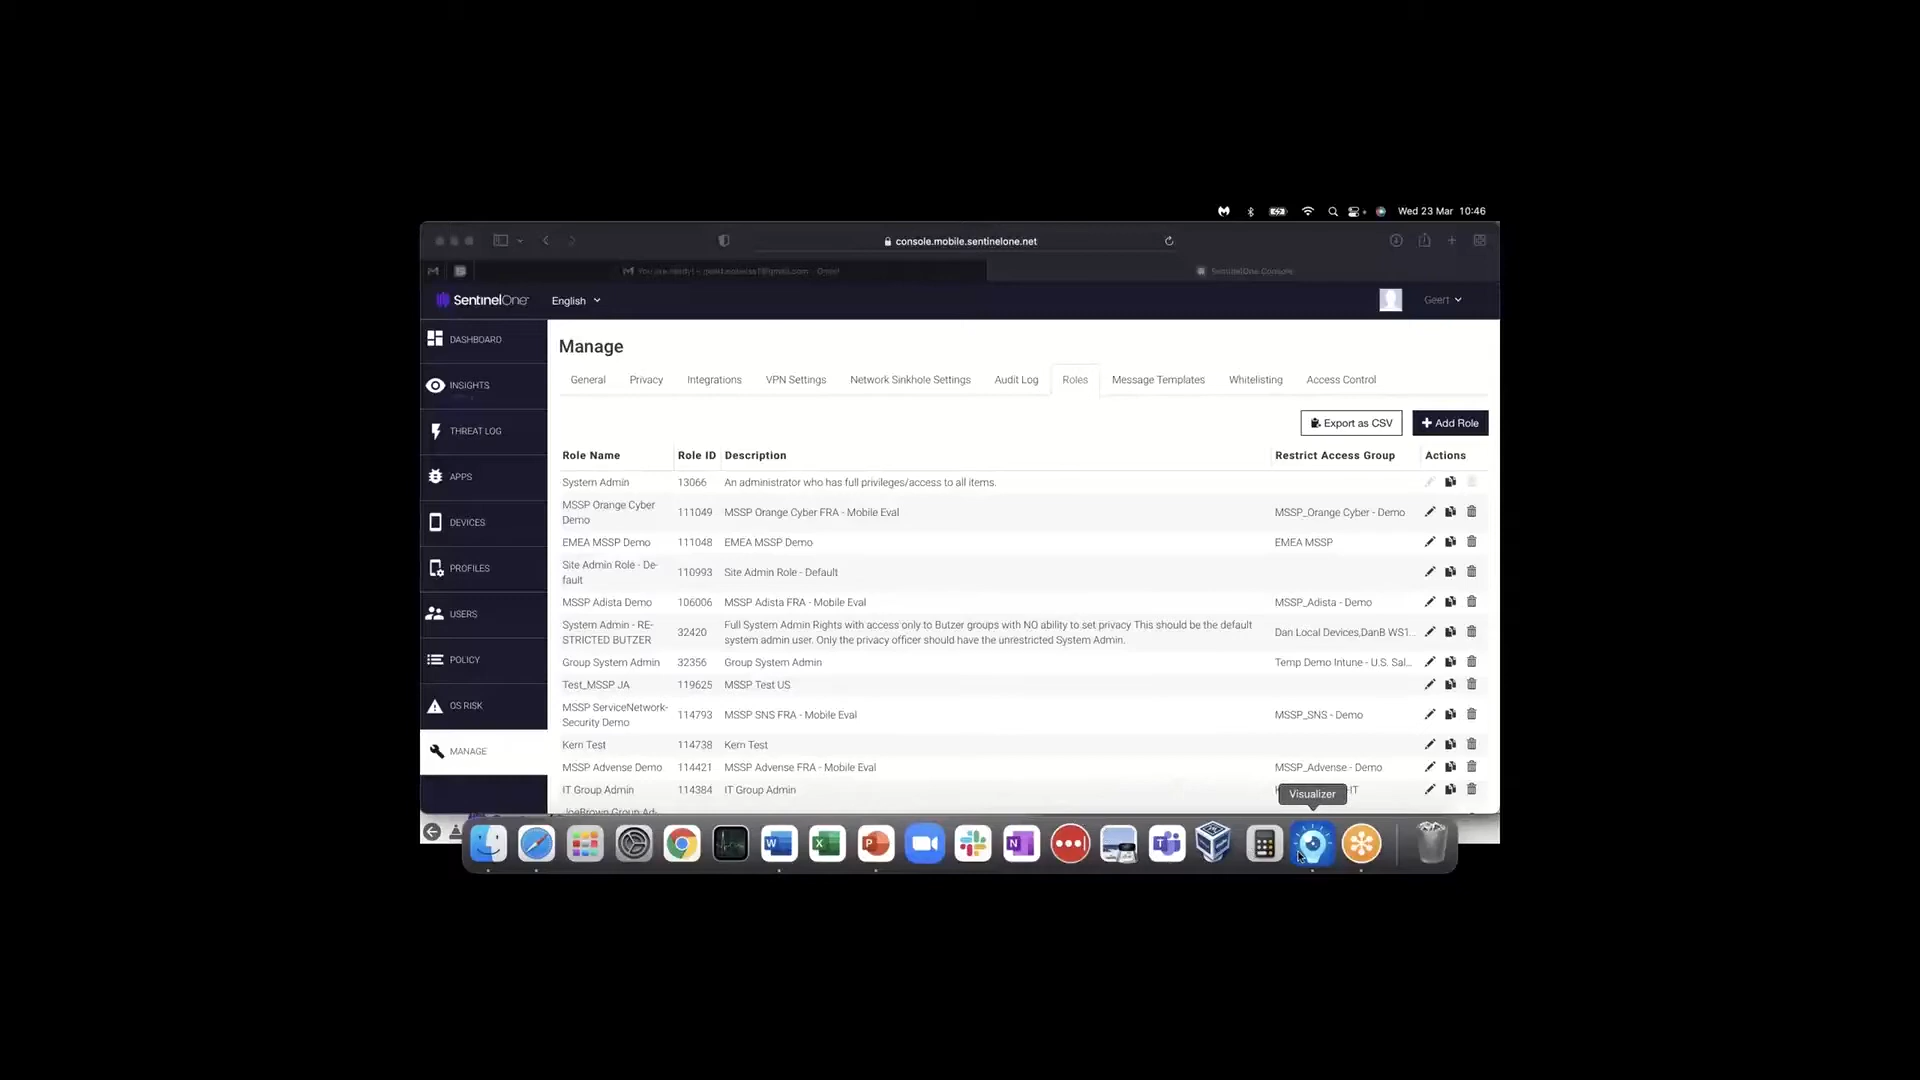 Wed 23 Mar 10:46
console.mobile.sentinelone.net
SentinelOne Console
SentinelOne
English
Geert
DASHBOARD
INSIGHTS
THREAT LOG
APPS
DEVICES
PROFILES
USERS
POLICY
OS RISK
MANAGE
Manage
General Privacy Integrations VPN Settings Network Sinkhole Settings Audit Log Roles Message Templates Whitelisting Access Control
Export as CSV + Add Role
Role Name Role ID Description Restrict Access Group Actions
System Admin 13066 An administrator who has full privileges/access to all items.
MSSP Orange Cyber
Demo
111049 MSSP Orange Cyber FRA - Mobile Eval MSSP_Orange Cyber - Demo
EMEA MSSP Demo 111048 EMEA MSSP Demo EMEA MSSP
Site Admin Role - De-
fault
110993 Site Admin Role - Default
MSSP Adista Demo 106006 MSSP Adista FRA - Mobile Eval MSSP_Adista - Demo
System Admin - RE-
STRICTED BUTZER
32420
Full System Admin Rights with access only to Butzer groups with NO ability to set privacy This should be the default
system admin user. Only the privacy officer should have the unrestricted System Admin.
Dan Local Devices,DanB WS1...
Group System Admin 32356 Group System Admin Temp Demo Intune - U.S. Sal...
Test_MSSP JA 119625 MSSP Test US
MSSP ServiceNetwork-
Security Demo
114793 MSSP SNS FRA - Mobile Eval MSSP_SNS - Demo
Kern Test 114738 Kern Test
MSSP Advense Demo 114421 MSSP Advense FRA - Mobile Eval MSSP_Advense - Demo
IT Group Admin 114384 IT Group Admin
JoeBrown Group Ad-
Visualizer